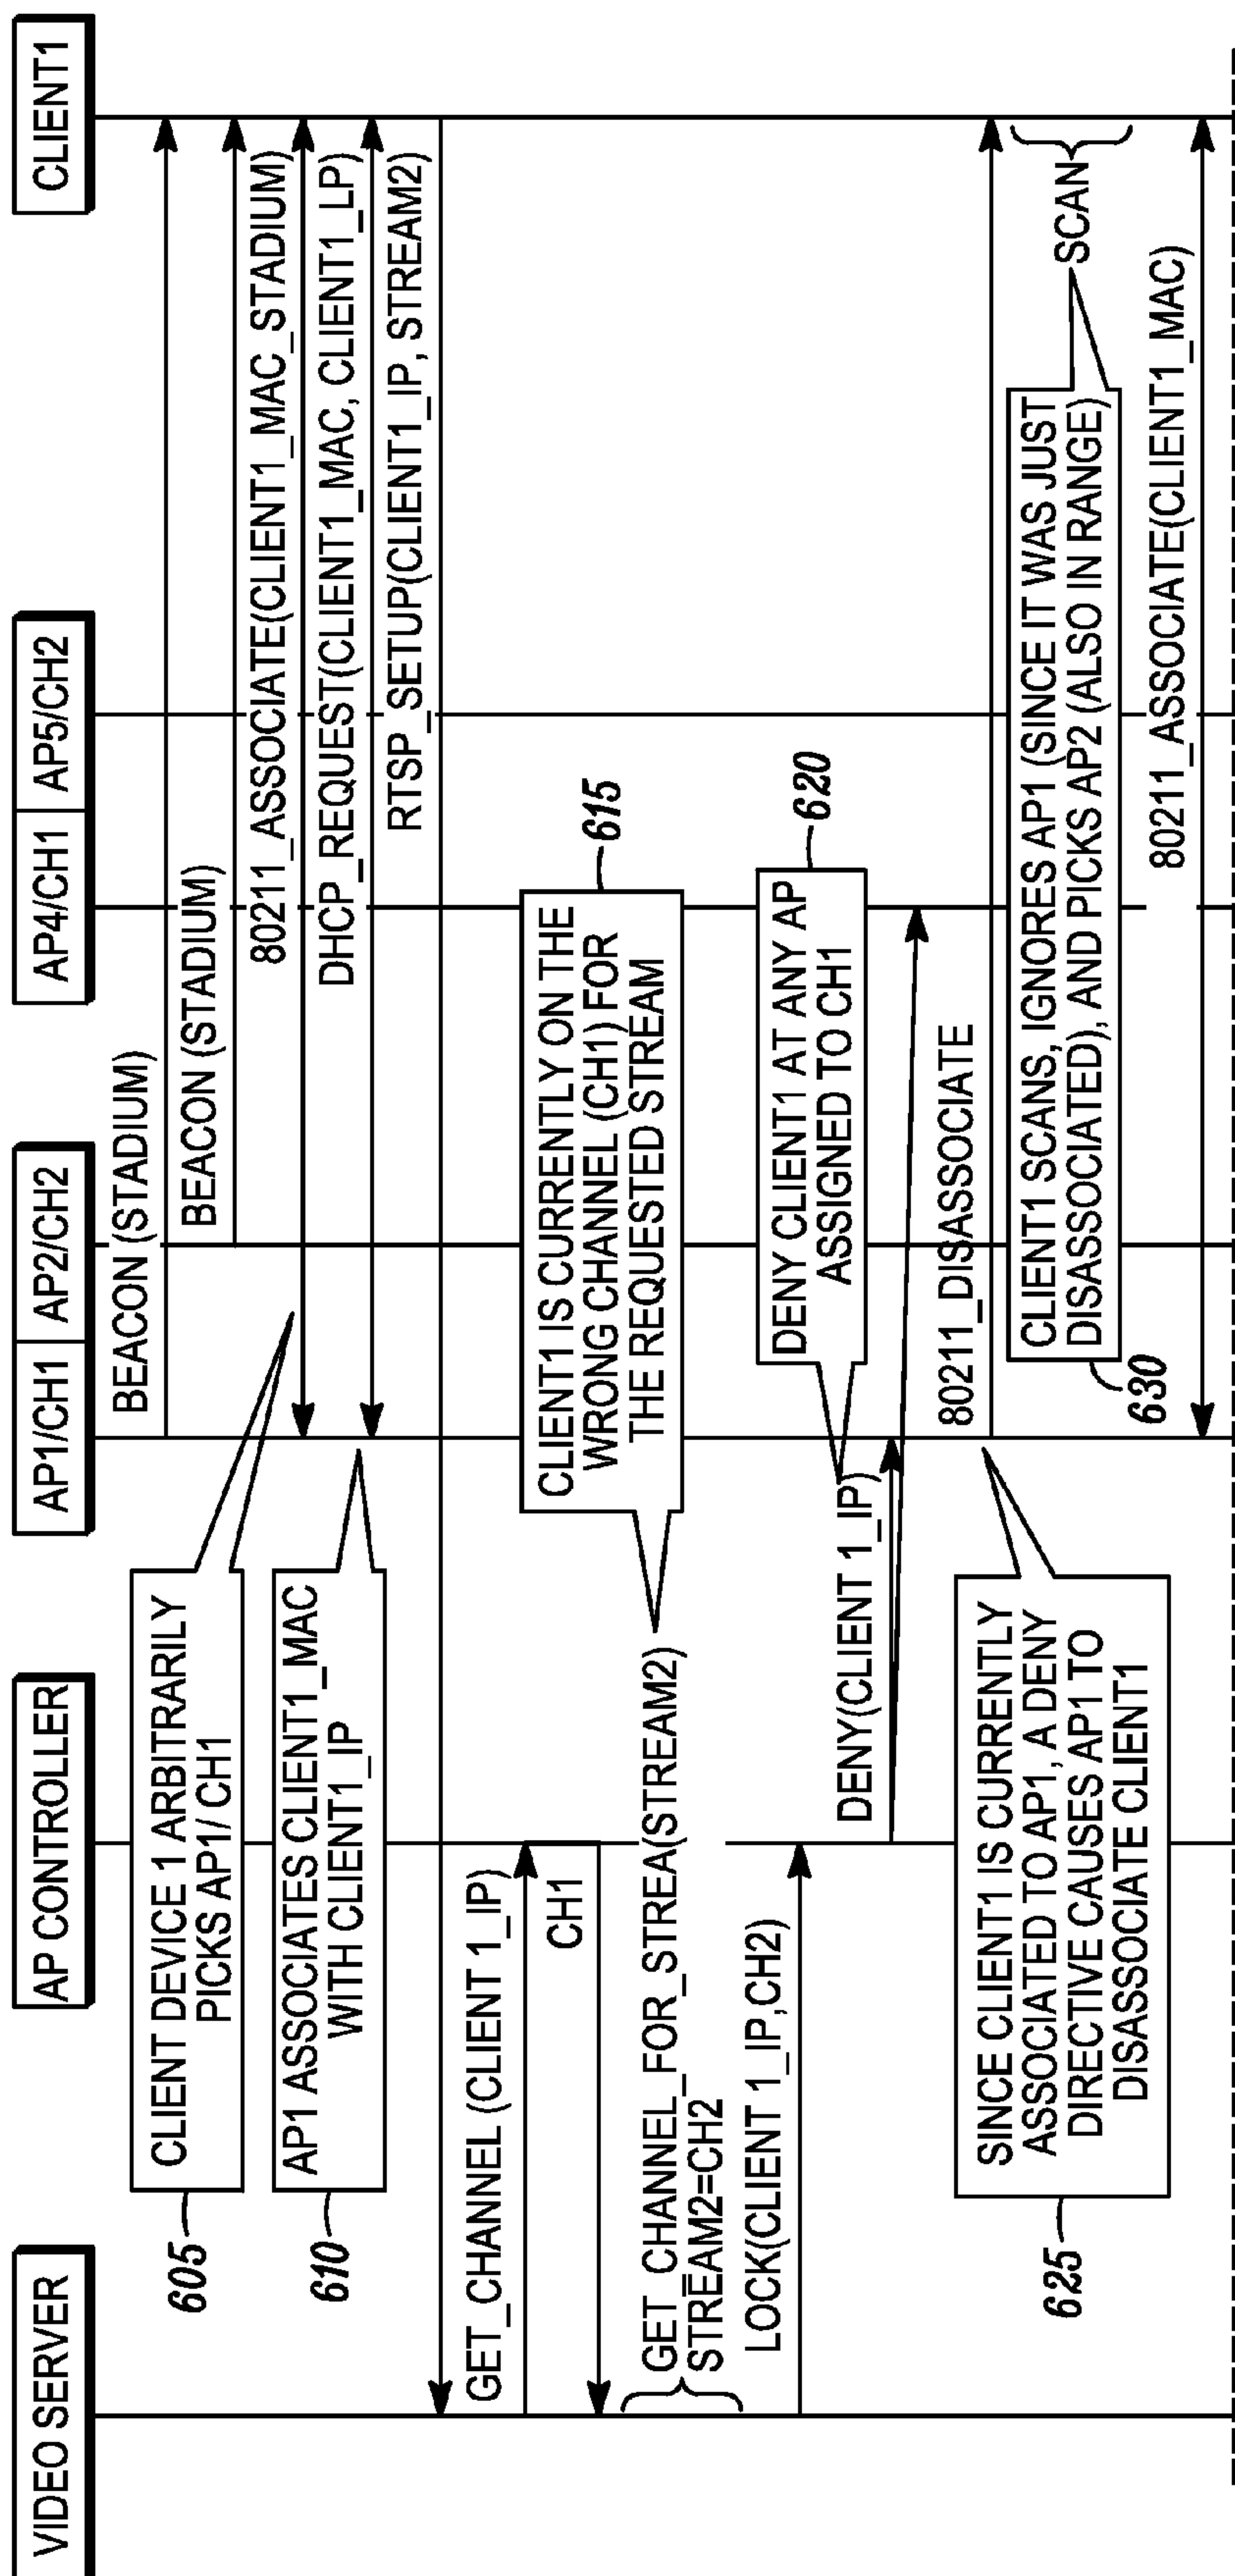 VIDEO SERVER
AP CONTROLLER
AP1/CH1
AP2/CH2
AP4/CH1
AP5/CH2
CLIENT1
BEACON (STADIUM)
BEACON (STADIUM)
605
CLIENT DEVICE 1 ARBITRARILY
PICKS AP1/ CH1
80211_ASSOCIATE(CLIENT1_MAC_STADIUM)
610
AP1 ASSOCIATES CLIENT1_MAC
WITH CLIENT1_IP
DHCP_REQUEST(CLIENT1_MAC, CLIENT1_LP)
RTSP_SETUP(CLIENT1_IP, STREAM2)
GET_CHANNEL (CLIENT 1_IP)
CH1
615
CLIENT1 IS CURRENTLY ON THE
WRONG CHANNEL (CH1) FOR
THE REQUESTED STREAM
GET_CHANNEL_FOR_STREA(STREAM2)
STREAM2=CH2
LOCK(CLIENT 1_IP,CH2)
620
DENY CLIENT1 AT ANY AP
ASSIGNED TO CH1
DENY(CLIENT 1_IP)
80211_DISASSOCIATE
625
SINCE CLIENT1 IS CURRENTLY
ASSOCIATED TO AP1, A DENY
DIRECTIVE CAUSES AP1 TO
DISASSOCIATE CLIENT1
630
CLIENT1 SCANS, IGNORES AP1 (SINCE IT WAS JUST
DISASSOCIATED), AND PICKS AP2 (ALSO IN RANGE)
SCAN
80211_ASSOCIATE(CLIENT1_MAC)